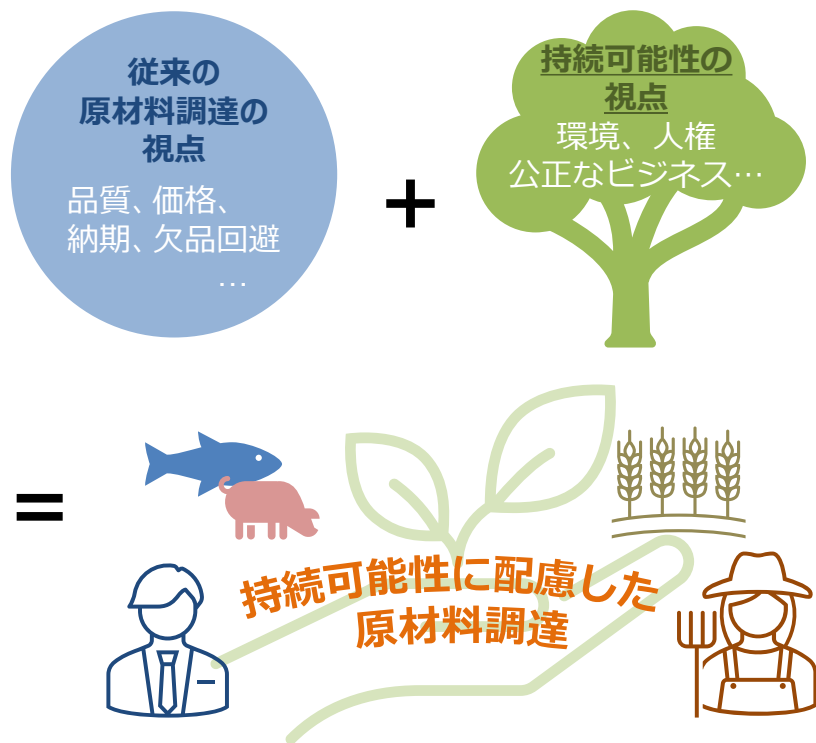 従来の
原材料調達の
視点
品質、価格、
納期、欠品回避
…
+
持続可能性の
視点
環境、人権
公正なビジネス…
=
持続可能性に配慮した
原材料調達